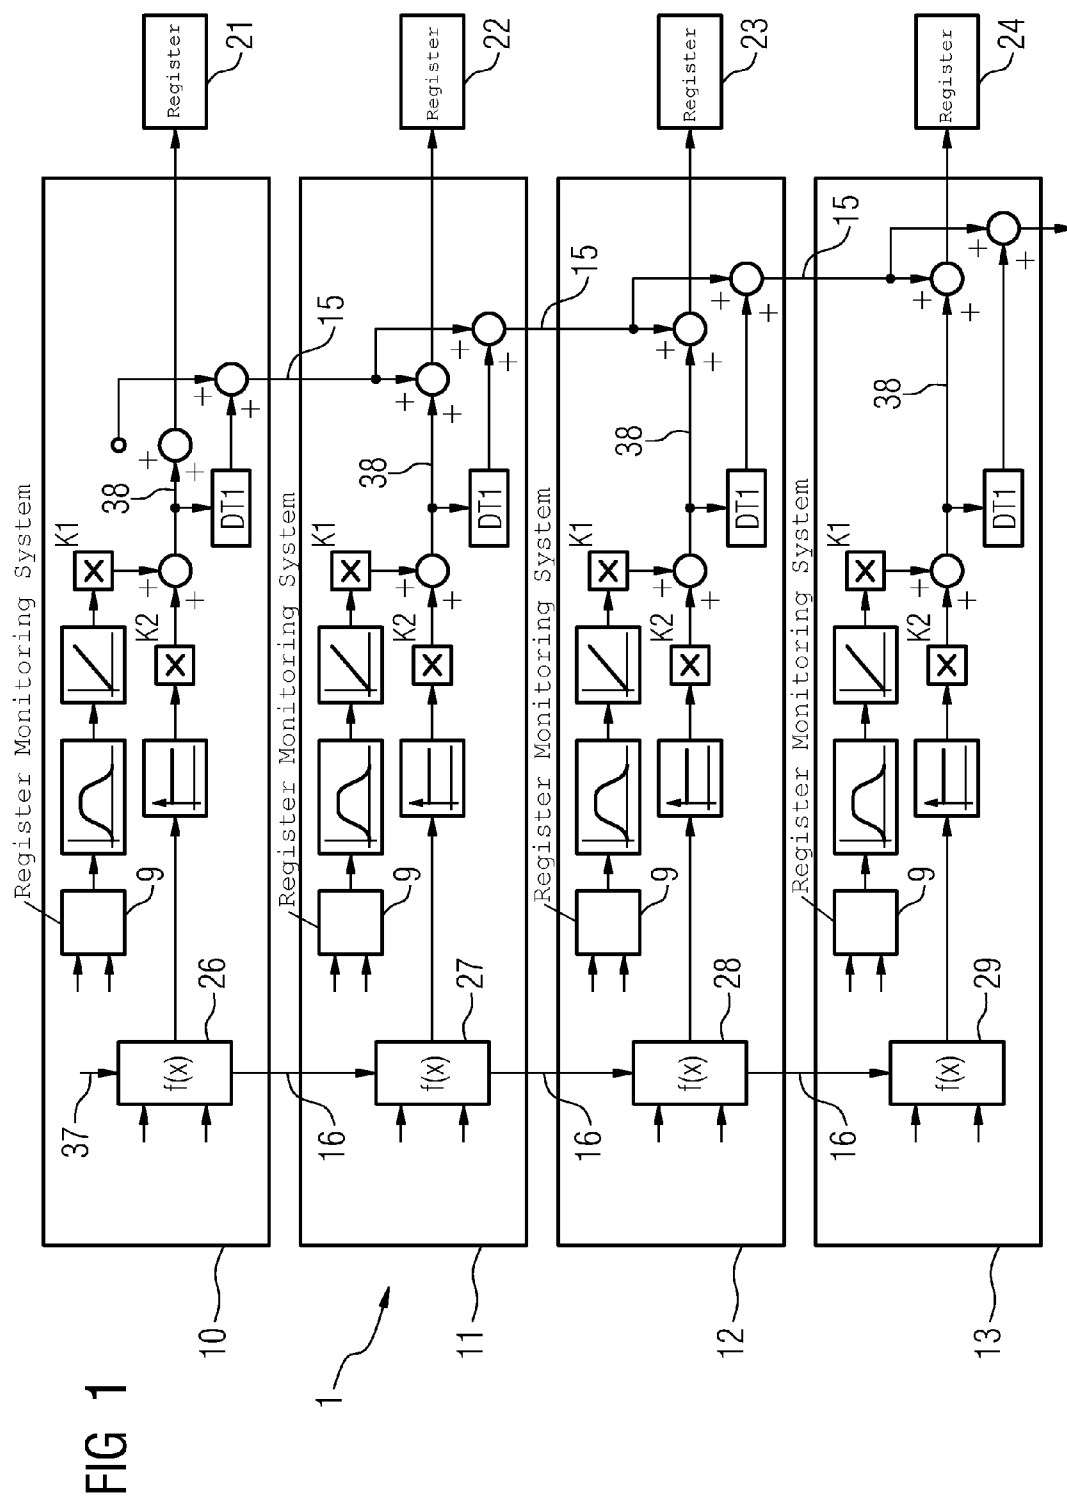 FIG 1
1
10
37
f(x)
26
Register Monitoring System
9
K1
K2
38
DT1
+
+
+
+
+
+
Register
21
16
15
11
f(x)
27
Register Monitoring System
9
K1
K2
38
DT1
+
+
+
+
+
+
Register
22
16
15
12
f(x)
28
Register Monitoring System
9
K1
K2
38
DT1
+
+
+
+
+
+
Register
23
16
15
13
f(x)
29
Register Monitoring System
9
K1
K2
38
DT1
+
+
+
+
+
+
Register
24